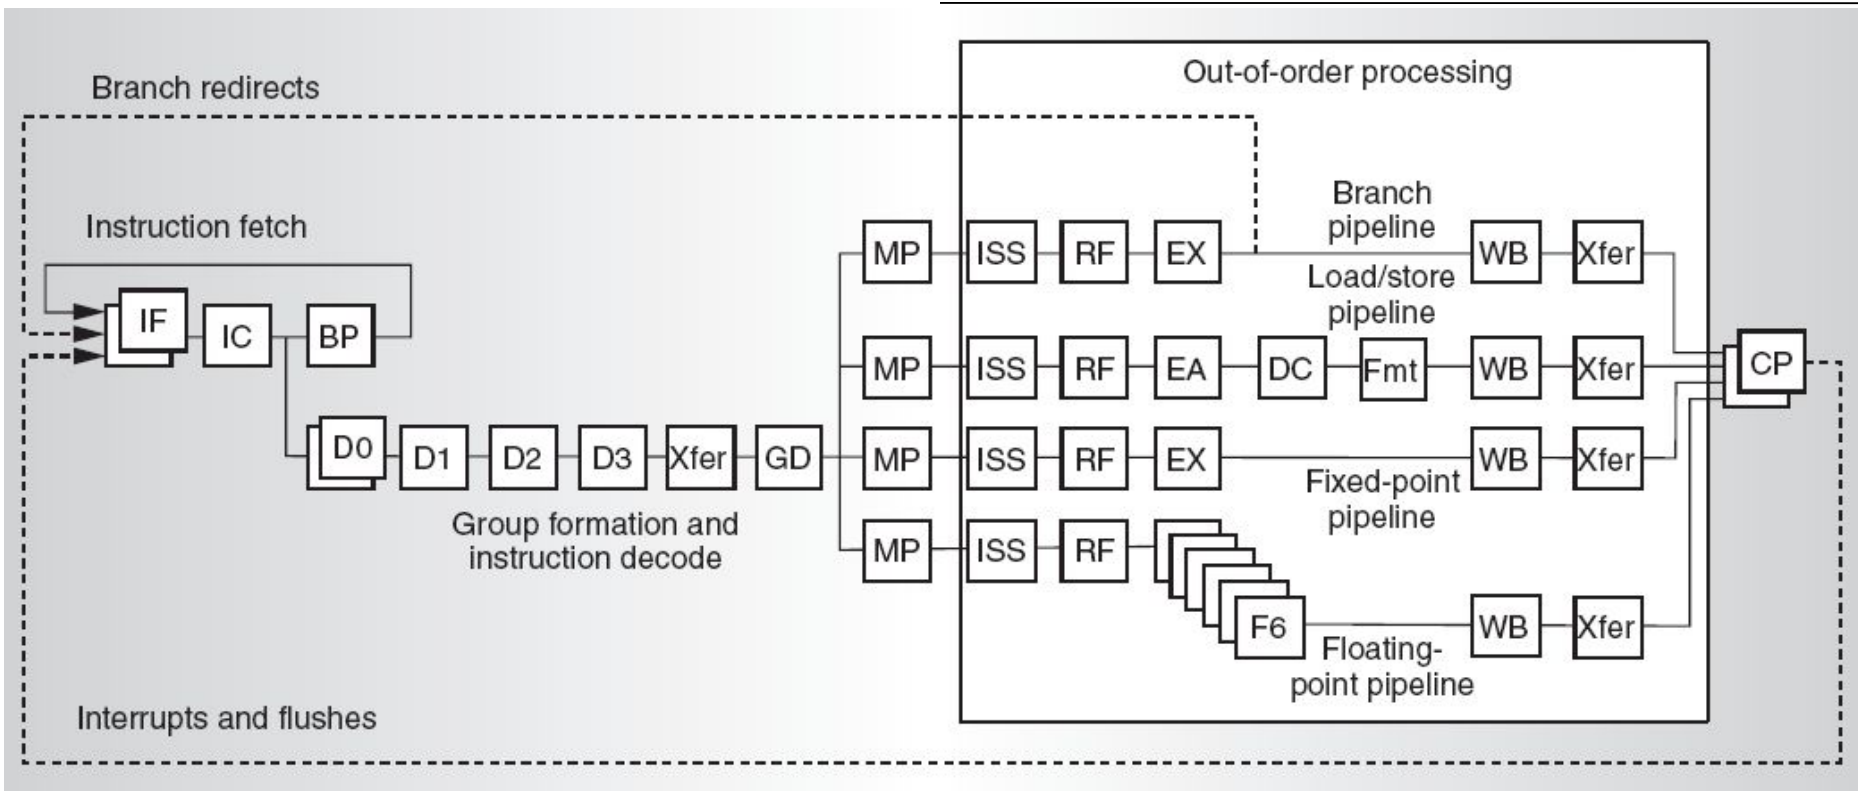 Out-of-order processing
Branch redirects
Instruction fetch
Branch
pipeline
MP ISS RF EX WB Xfer
Load/store
pipeline
IF IC BP
MP ISS RF EA DC Fmt WB Xfer
CP
D0 D1 D2 D3 Xfer GD
MP ISS RF EX WB Xfer
Fixed-point
pipeline
Group formation and
instruction decode
MP ISS RF
F6 WB Xfer
Floating-
point pipeline
Interrupts and flushes